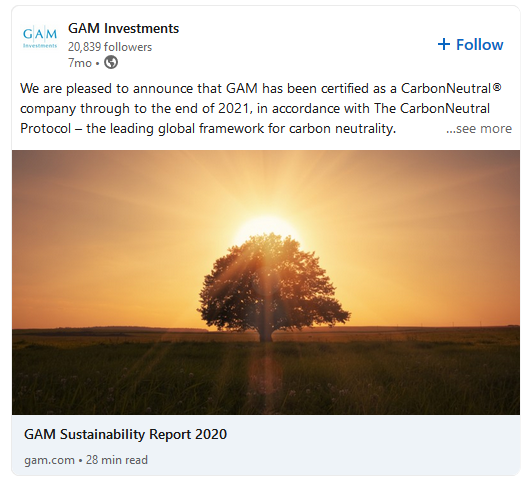 G A M
Investments
GAM Investments
20,839 followers
7mo •
+ Follow
We are pleased to announce that GAM has been certified as a CarbonNeutral®
company through to the end of 2021, in accordance with The CarbonNeutral
Protocol – the leading global framework for carbon neutrality.
...see more
GAM Sustainability Report 2020
gam.com • 28 min read